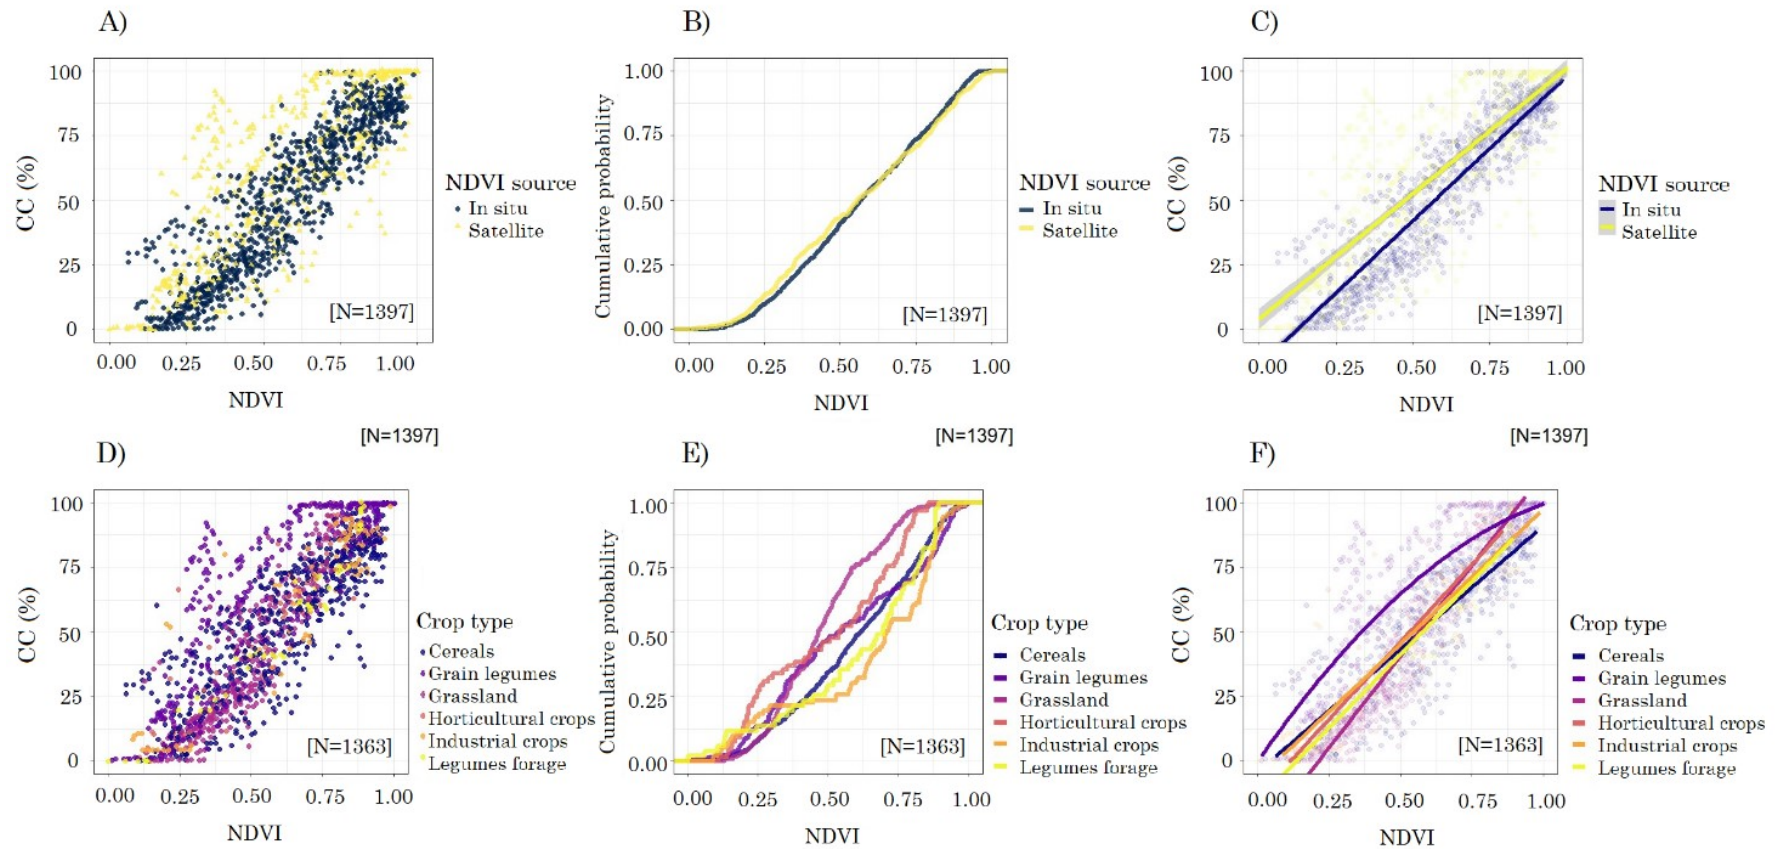 A)
CC (%)
100
75
50
25
0
0.00 0.25 0.50 0.75 1.00
NDVI
[N=1397]
NDVI source
In situ
Satellite
[N=1397]
B)
Cumulative probability
1.00
0.75
0.50
0.25
0.00
0.00 0.25 0.50 0.75 1.00
NDVI
[N=1397]
NDVI source
In situ
Satellite
[N=1397]
C)
CC (%)
100
75
50
25
0
0.00 0.25 0.50 0.75 1.00
NDVI
[N=1397]
NDVI source
In situ
Satellite
[N=1397]
D)
CC (%)
100
75
50
25
0
0.00 0.25 0.50 0.75 1.00
NDVI
[N=1363]
Crop type
Cereals
Grain legumes
Grassland
Horticultural crops
Industrial crops
Legumes forage
E)
Cumulative probability
1.00
0.75
0.50
0.25
0.00
0.00 0.25 0.50 0.75 1.00
NDVI
[N=1363]
Crop type
Cereals
Grain legumes
Grassland
Horticultural crops
Industrial crops
Legumes forage
F)
CC (%)
100
75
50
25
0
0.00 0.25 0.50 0.75 1.00
NDVI
[N=1363]
Crop type
Cereals
Grain legumes
Grassland
Horticultural crops
Industrial crops
Legumes forage